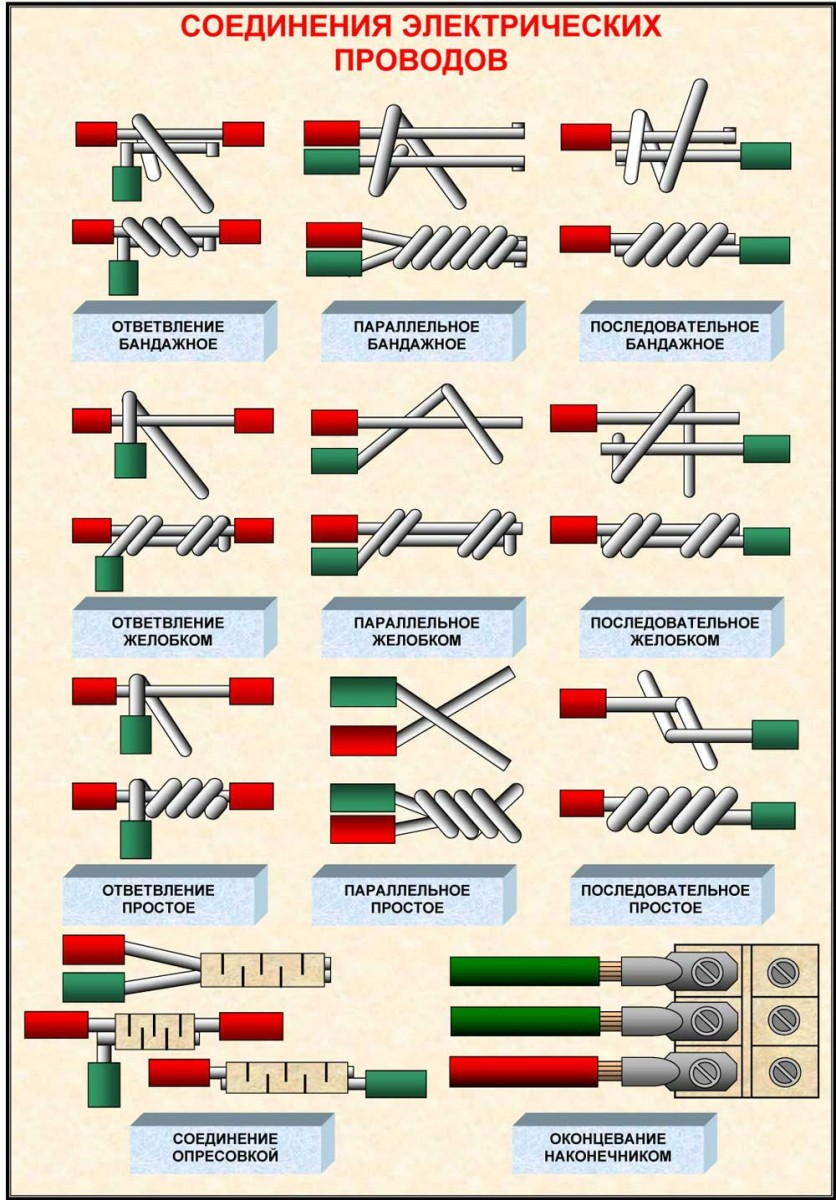 СОЕДИНЕНИЯ ЭЛЕКТРИЧЕСКИХ
ПРОВОДОВ
ОТВЕТВЛЕНИЕ
БАНДАЖНОЕ
ПАРАЛЛЕЛЬНОЕ
БАНДАЖНОЕ
ПОСЛЕДОВАТЕЛЬНОЕ
БАНДАЖНОЕ
ОТВЕТВЛЕНИЕ
ЖЕЛОБКОМ
ПАРАЛЛЕЛЬНОЕ
ЖЕЛОБКОМ
ПОСЛЕДОВАТЕЛЬНОЕ
ЖЕЛОБКОМ
ОТВЕТВЛЕНИЕ
ПРОСТОЕ
ПАРАЛЛЕЛЬНОЕ
ПРОСТОЕ
ПОСЛЕДОВАТЕЛЬНОЕ
ПРОСТОЕ
СОЕДИНЕНИЕ
ОПРЕСОВКОЙ
ОКОНЦЕВАНИЕ
НАКОНЕЧНИКОМ